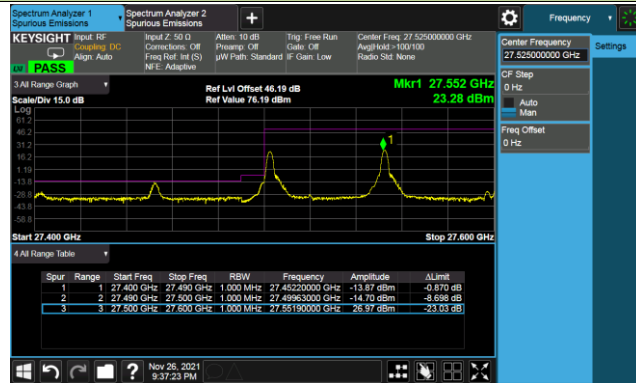 Spectrum Analyzer 1
Spurious Emissions
Spectrum Analyzer 2
Spurious Emissions
+
Frequency
KEYSIGHT
Input: RF
Coupling: DC
Align: Auto
Input Z: 50 Ω
Corrections: Off
Freq Ref: Int (S)
NFE: Adaptive
Atten: 10 dB
Preamp: Off
µW Path: Standard
Trig: Free Run
Gate: Off
IF Gain: Low
Center Freq: 27.525000000 GHz
Avg|Hold:>100/100
Radio Std: None
PASS
Center Frequency
27.525000000 GHz
Settings
CF Step
0 Hz
Auto
Man
Freq Offset
0 Hz
3 All Range Graph
Ref Lvl Offset 46.19 dB
Mkr1 27.552 GHz
Scale/Div 15.0 dB
Ref Value 76.19 dBm
23.28 dBm
Log
61.2
46.2
31.2
16.2
1.19
-13.8
-28.8
-43.8
-58.8
1
Start 27.400 GHz
Stop 27.600 GHz
4 All Range Table
Spur Range Start Freq Stop Freq RBW Frequency Amplitude ΔLimit
1 1 27.400 GHz 27.490 GHz 1.000 MHz 27.45220000 GHz -13.87 dBm -0.870 dB
2 2 27.490 GHz 27.500 GHz 1.000 MHz 27.49963000 GHz -14.70 dBm -8.698 dB
3 3 27.500 GHz 27.600 GHz 1.000 MHz 27.55190000 GHz 26.97 dBm -23.03 dB
?
Nov 26, 2021
9:37:23 PM